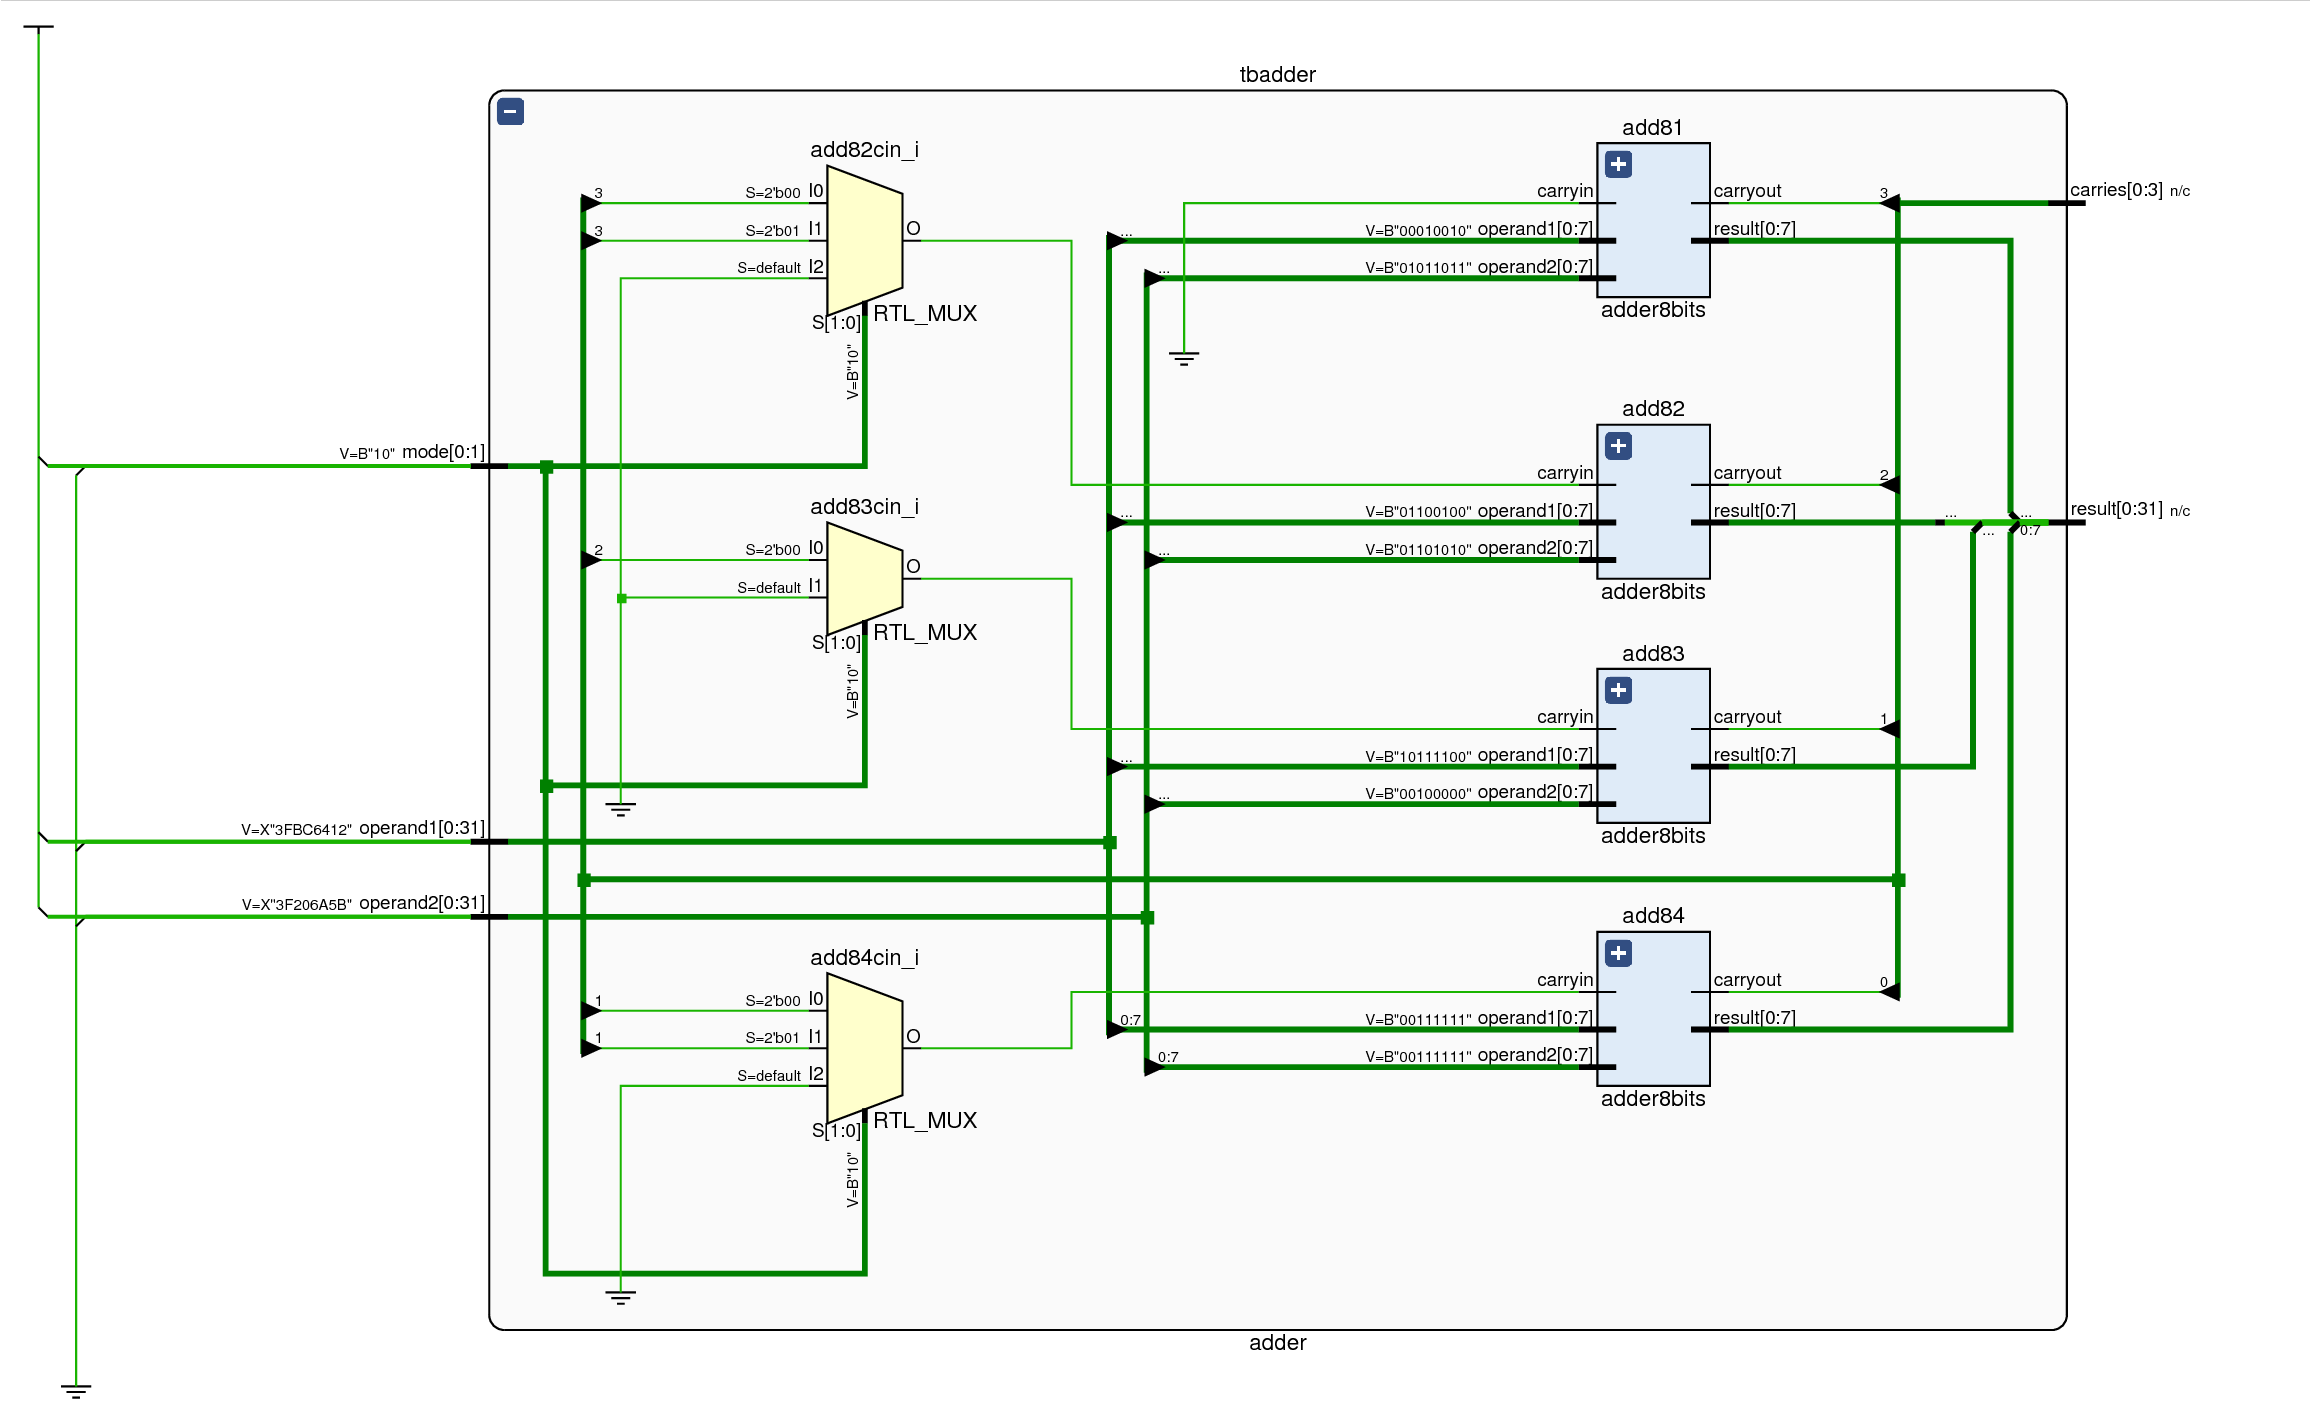 tbadder
add82cin_i
3
S=2'b00 I0
3
S=2'b01 I1
S=default I2
O
S[1:0]
RTL_MUX
V=B"10"
V=B"10" mode[0:1]
add83cin_i
2
S=2'b00 I0
S=default I1
O
S[1:0]
RTL_MUX
V=B"10"
V=X"3FBC6412" operand1[0:31]
V=X"3F206A5B" operand2[0:31]
add84cin_i
1
S=2'b00 I0
1
S=2'b01 I1
S=default I2
O
S[1:0]
RTL_MUX
V=B"10"
add81
carryin
carryout
3
...
V=B"00010010" operand1[0:7]
result[0:7]
...
V=B"01011011" operand2[0:7]
adder8bits
carries[0:3] n/c
add82
carryin
carryout
2
...
V=B"01100100" operand1[0:7]
result[0:7]
...
V=B"01101010" operand2[0:7]
adder8bits
...
...
...
0:7
result[0:31] n/c
add83
carryin
carryout
1
...
V=B"10111100" operand1[0:7]
result[0:7]
...
V=B"00100000" operand2[0:7]
adder8bits
add84
carryin
carryout
0
0:7
V=B"00111111" operand1[0:7]
result[0:7]
0:7
V=B"00111111" operand2[0:7]
adder8bits
adder